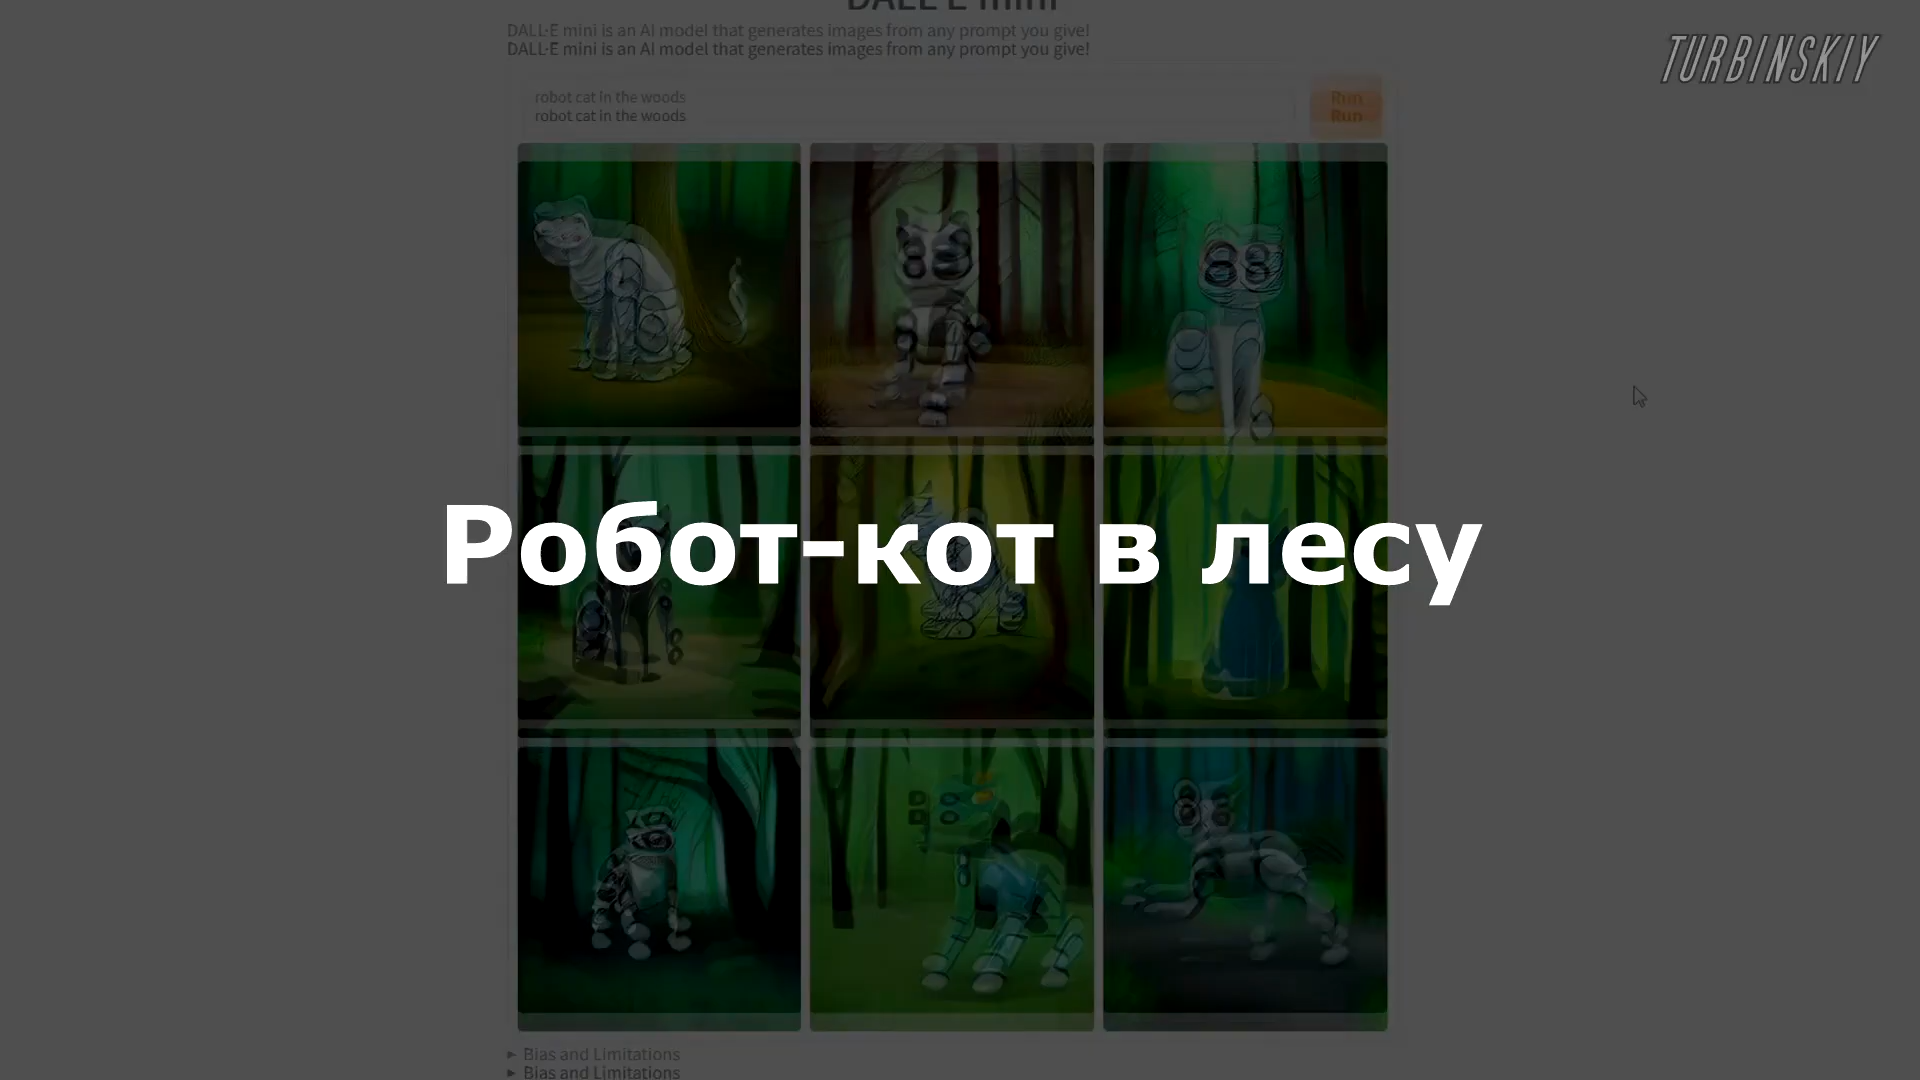 DALL·E mini
TURBINSKIY
DALL·E mini is an AI model that generates images from any prompt you give!
DALL·E mini is an AI model that generates images from any prompt you give!
robot cat in the woods
Run
robot cat in the woods
Run
Робот-кот в лесу
Bias and Limitations
Bias and Limitations